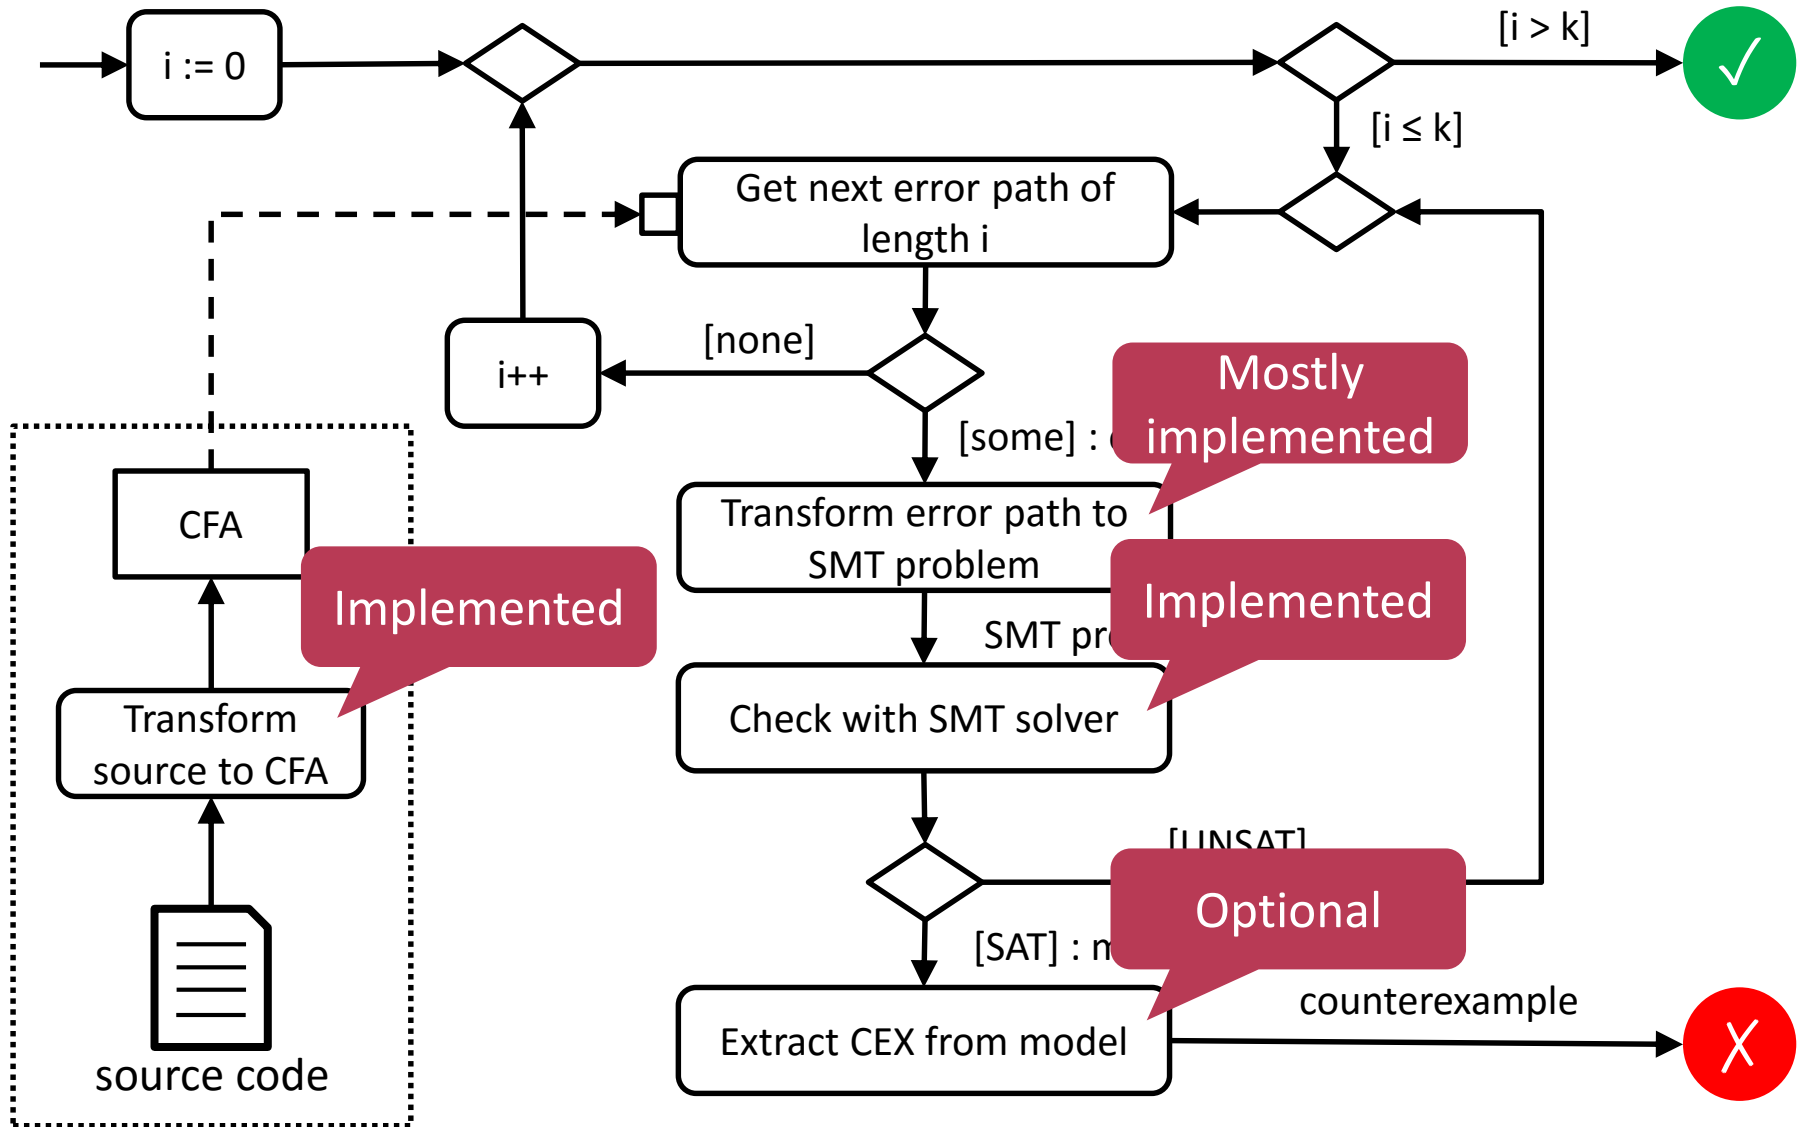 i := 0
[i > k]
✓
[i ≤ k]
Get next error path of
length i
[none]
i++
Mostly
implemented
[some] :
CFA
Transform error path to
SMT problem
Implemented
Implemented
SMT
Transform
source to CFA
Check with SMT solver
[UNSAT]
Optional
[SAT] :
source code
Extract CEX from model
counterexample
✗